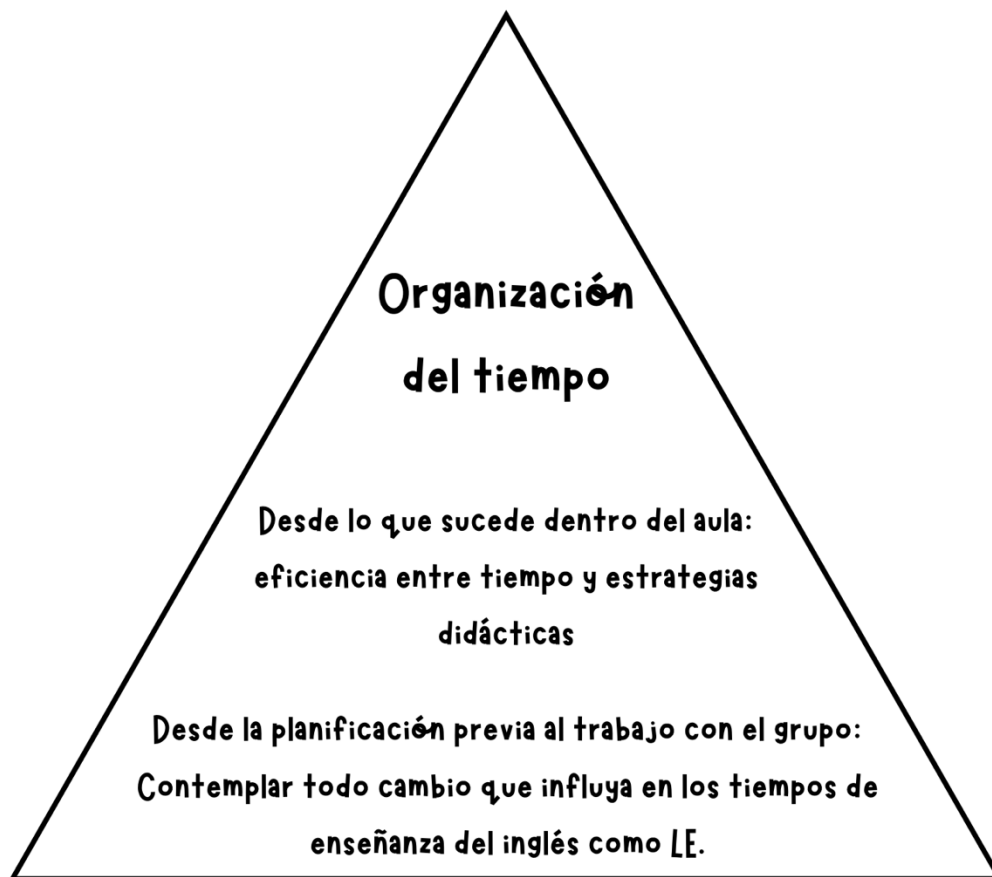 Organización
del tiempo
Desde lo que sucede dentro del aula:
eficiencia entre tiempo y estrategias
didácticas
Desde la planificación previa al trabajo con el grupo:
Contemplar todo cambio que influya en los tiempos de
enseñanza del inglés como LE.